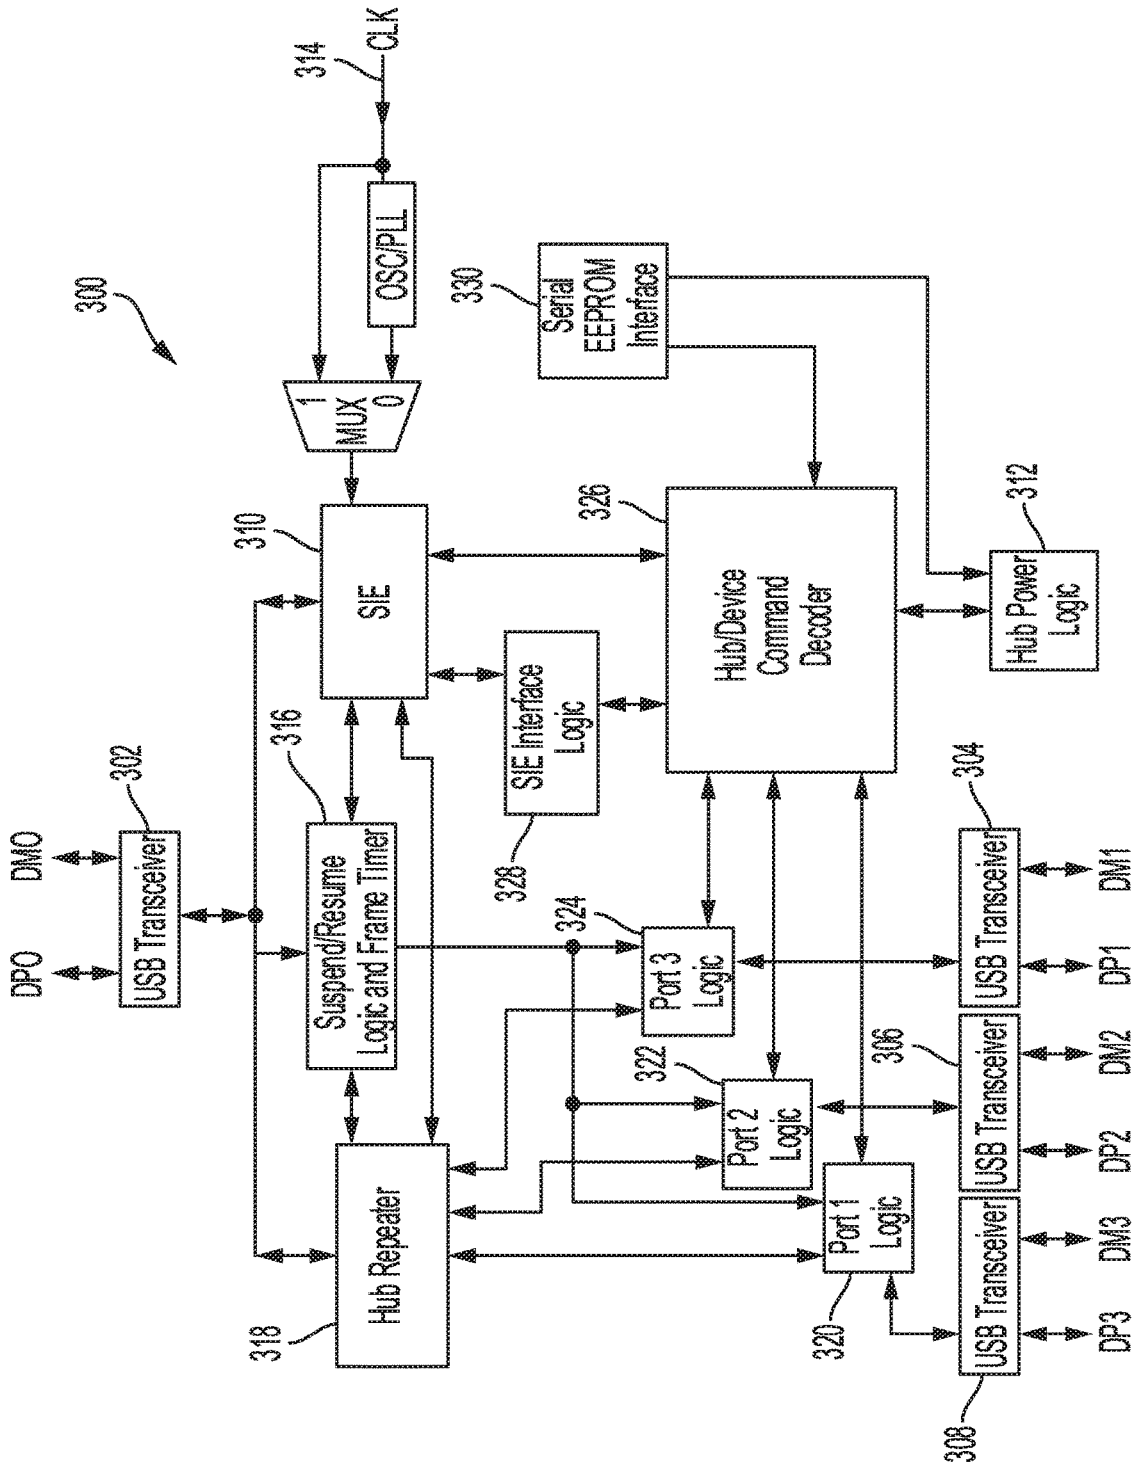 300
314
CLK
OSC/PLL
1
MUX
0
310
SIE
330
Serial
EEPROM
Interface
326
Hub/Device
Command
Decoder
312
Hub Power
Logic
DMO
DPO
302
USB Transceiver
316
Suspend/Resume
Logic and Frame Timer
328
SIE Interface
Logic
318
Hub Repeater
324
Port 3
Logic
322
Port 2
Logic
320
Port 1
Logic
304
USB Transceiver
306
USB Transceiver
308
USB Transceiver
DM1
DP1
DM2
DP2
DM3
DP3